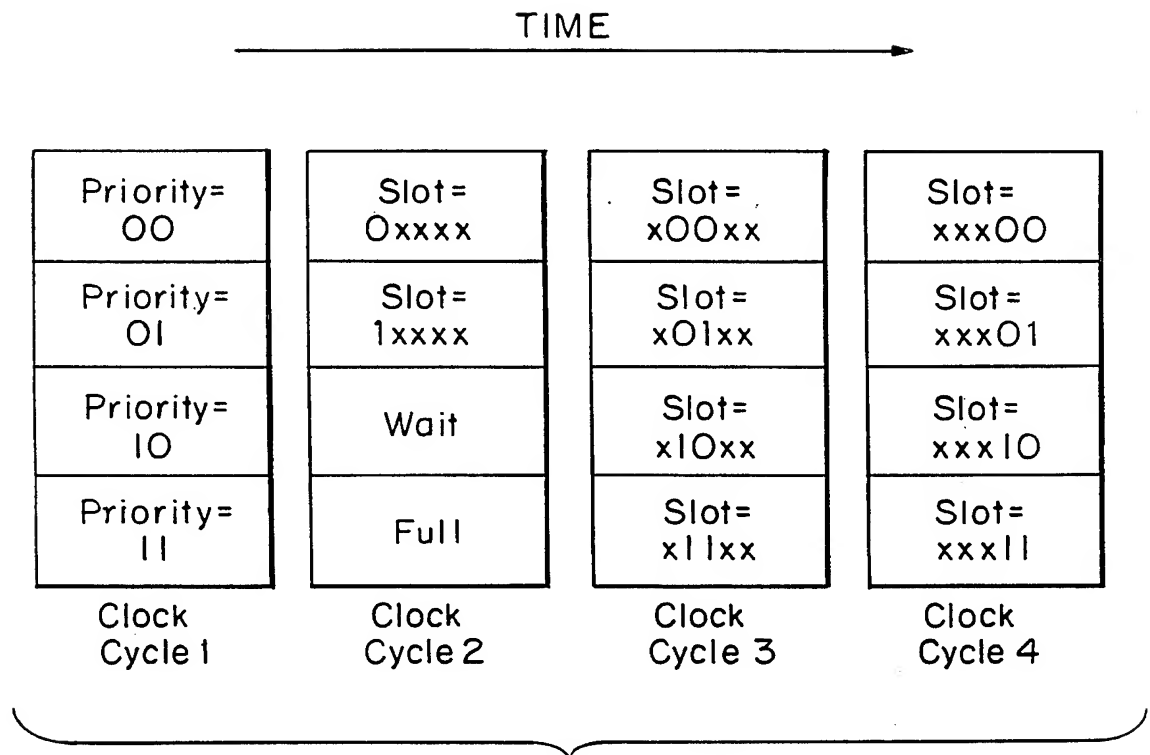 TIME
Priority=
00
Priority=
01
Priority=
10
Priority=
11
Clock
Cycle 1
Slot=
0xxxx
Slot=
1xxxx
Wait
Full
Clock
Cycle 2
Slot=
x00xx
Slot=
x01xx
Slot=
x10xx
Slot=
x11xx
Clock
Cycle 3
Slot=
xxx00
Slot=
xxx01
Slot=
xxx10
Slot=
xxx11
Clock
Cycle 4